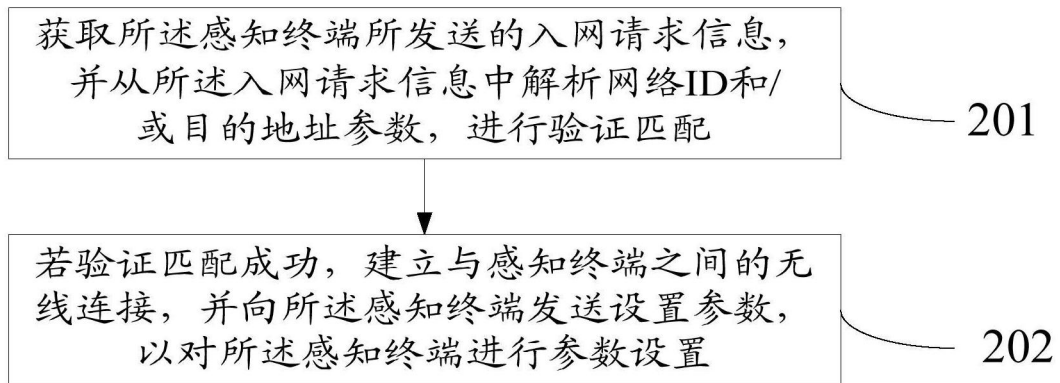 获取所述感知终端所发送的入网请求信息，
并从所述入网请求信息中解析网络ID和/
或目的地址参数，进行验证匹配
201
若验证匹配成功，建立与感知终端之间的无
线连接，并向所述感知终端发送设置参数，
以对所述感知终端进行参数设置
202